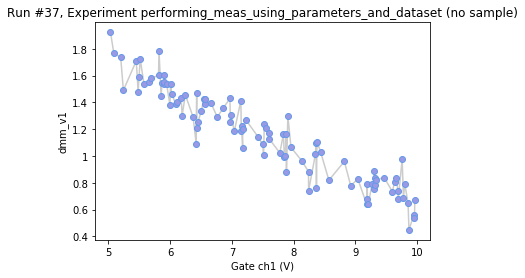 Run #37, Experiment performing_meas_using_parameters_and_dataset (no sample)
1.8
1.6
1.4
1.2
1
0.8
0.6
0.4
dmm_v1
5 6 7 8 9 10
Gate ch1 (V)